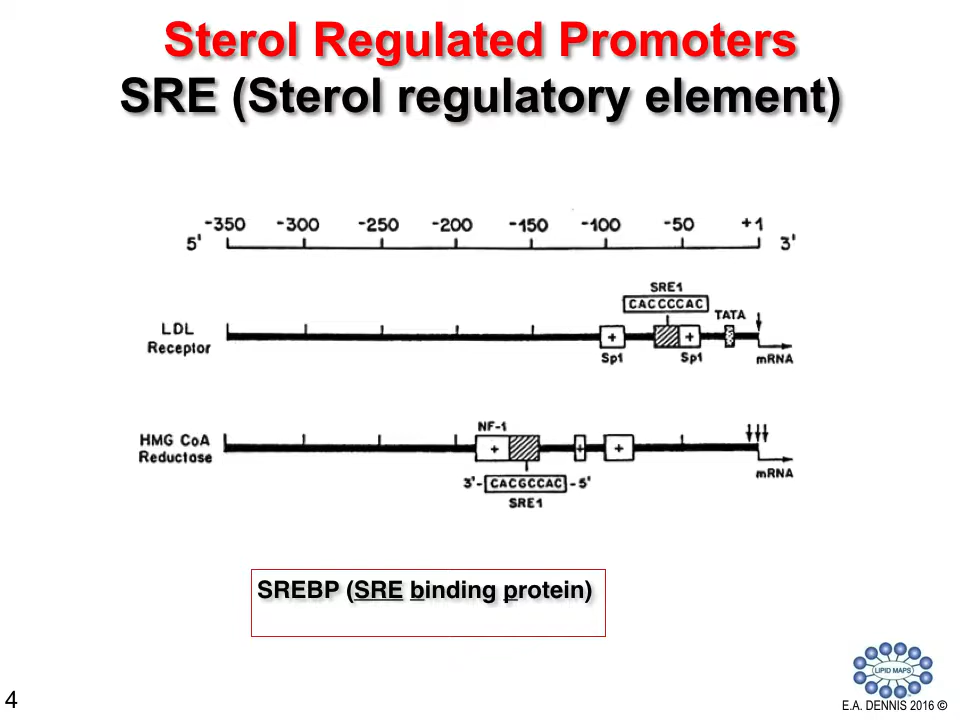 Sterol Regulated Promoters
SRE (Sterol regulatory element)
-350 -300 -250 -200 -150 -100 -50 +1
5' 3'
SRE1
CACCCCAC
TATA
LDL
Receptor
+ +
Sp1 Sp1 mRNA
NF-1
HMG CoA
Reductase
+ + +
mRNA
3'- CACGCCAC -5'
SRE1
SREBP (SRE binding protein)
LIPID MAPS
4
E.A. DENNIS 2016 ©